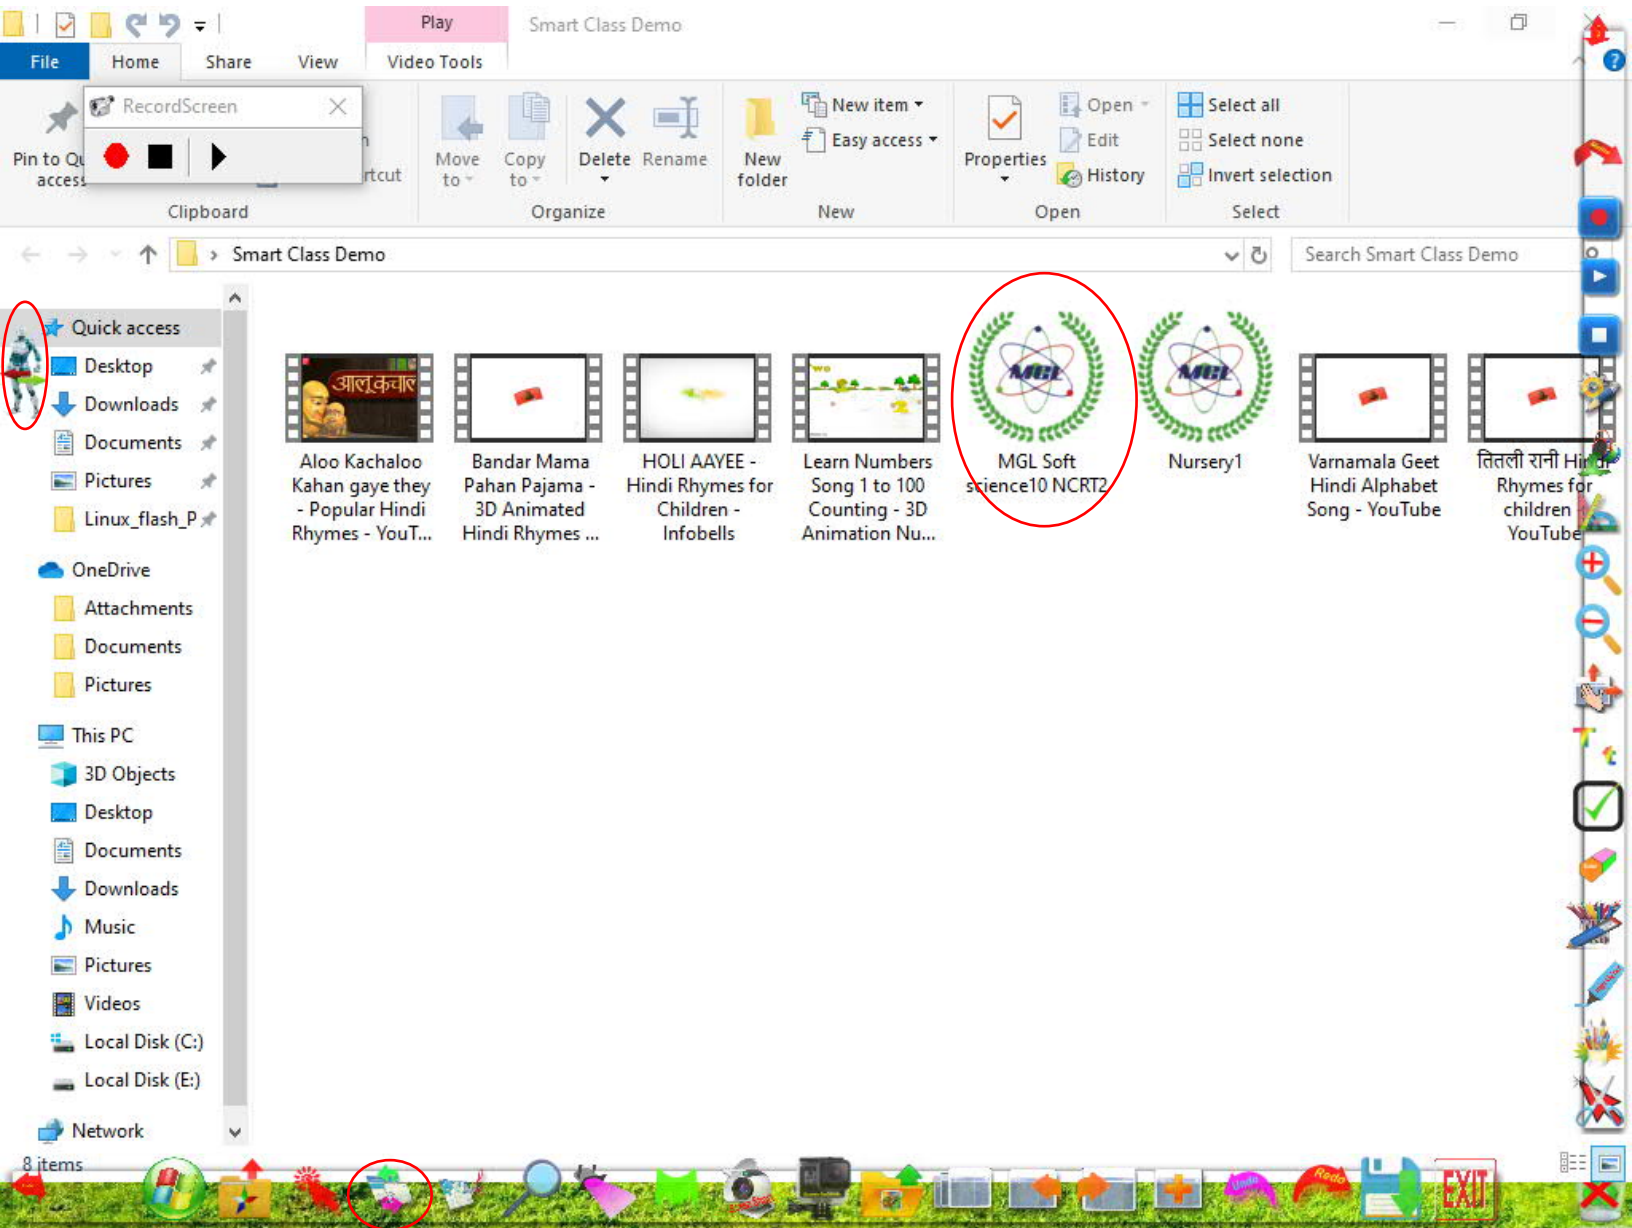 Play
Smart Class Demo
File
Home
Share
View
Video Tools
RecordScreen
Pin to Qu
access
rtcut
Clipboard
Move
to
Copy
to
Delete
Rename
Organize
New
folder
New item
Easy access
New
Properties
Open
Edit
History
Open
Select all
Select none
Invert selection
Select
Smart Class Demo
Search Smart Class Demo
Quick access
Desktop
Downloads
Documents
Pictures
Linux_flash_P
OneDrive
Attachments
Documents
Pictures
This PC
3D Objects
Desktop
Documents
Downloads
Music
Pictures
Videos
Local Disk (C:)
Local Disk (E:)
Network
8 items
आलू कचालू
Aloo Kachaloo
Kahan gaye they
- Popular Hindi
Rhymes - YouT...
Bandar Mama
Pahan Pajama -
3D Animated
Hindi Rhymes ...
HOLI AAYEE -
Hindi Rhymes for
Children -
Infobells
Learn Numbers
Song 1 to 100
Counting - 3D
Animation Nu...
MGL
MGL Soft
science10 NCRT2
MGL
Nursery1
Varnamala Geet
Hindi Alphabet
Song - YouTube
तितली रानी Hindi
Rhymes for
children
YouTube
T t
Undo
Redo
EXIT